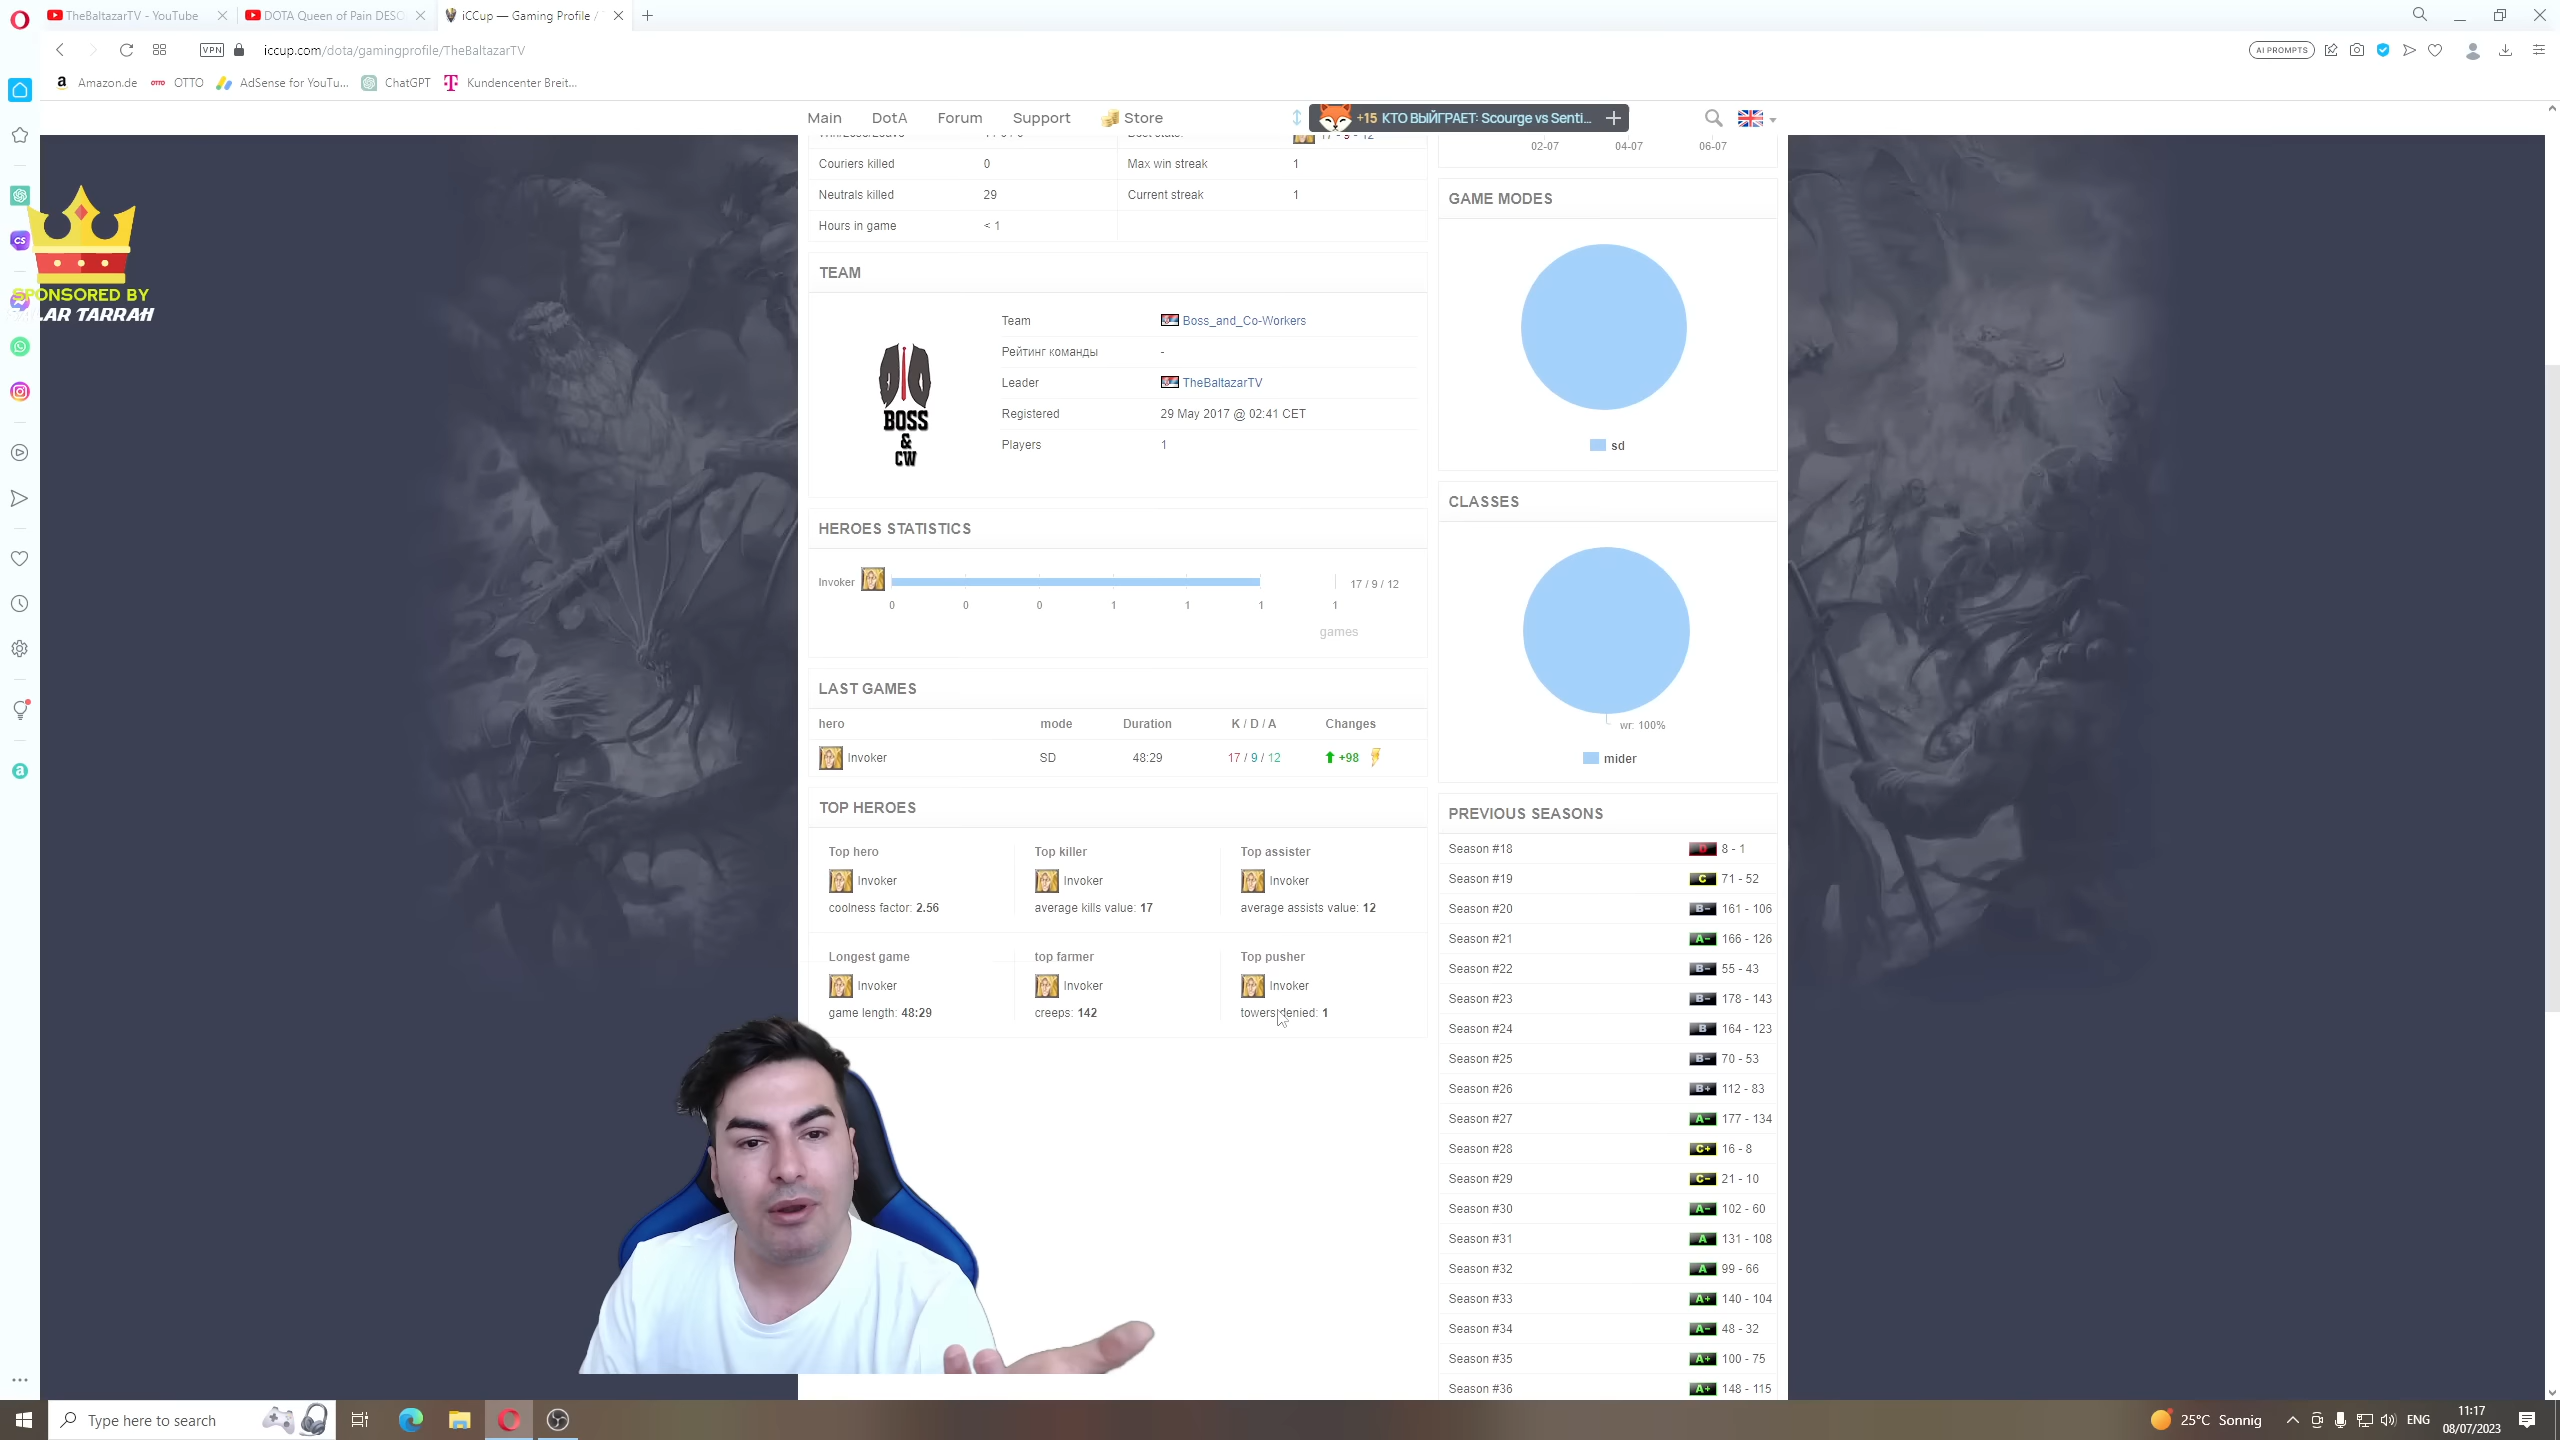 TheBaltazarTV - YouTube
DOTA Queen of Pain DESC
iCCup — Gaming Profile /
VPN
iccup.com/dota/gamingprofile/TheBaltazarTV
AI PROMPTS
Amazon.de
OTTO
AdSense for YouTu...
ChatGPT
Kundencenter Breit...
Main
DotA
Forum
Support
Store
+15 КТО ВЫЙГРАЕТ: Scourge vs Senti...
17 - 9 - 12
Couriers killed 0
Max win streak 1
Neutrals killed 29
Current streak 1
Hours in game < 1
02-07 04-07 06-07
SPONSORED BY
LAR TARRAH
TEAM
BOSS
&
CW
Team Boss_and_Co-Workers
Рейтинг команды -
Leader TheBaltazarTV
Registered 29 May 2017 @ 02:41 CET
Players 1
GAME MODES
sd
HEROES STATISTICS
Invoker 17 / 9 / 12
0 0 0 1 1 1 1
games
CLASSES
wr: 100%
mider
LAST GAMES
hero mode Duration K / D / A Changes
Invoker SD 48:29 17 / 9 / 12 +98
TOP HEROES
Top hero
Invoker
coolness factor: 2.56
Top killer
Invoker
average kills value: 17
Top assister
Invoker
average assists value: 12
Longest game
Invoker
game length: 48:29
top farmer
Invoker
creeps: 142
Top pusher
Invoker
towers denied: 1
PREVIOUS SEASONS
Season #18 D 8 - 1
Season #19 C 71 - 52
Season #20 B- 161 - 106
Season #21 A- 166 - 126
Season #22 B- 55 - 43
Season #23 B- 178 - 143
Season #24 B 164 - 123
Season #25 B- 70 - 53
Season #26 B+ 112 - 83
Season #27 A- 177 - 134
Season #28 C+ 16 - 8
Season #29 C- 21 - 10
Season #30 A- 102 - 60
Season #31 A 131 - 108
Season #32 A 99 - 66
Season #33 A+ 140 - 104
Season #34 A- 48 - 32
Season #35 A+ 100 - 75
Season #36 A+ 148 - 115
Type here to search
25°C Sonnig
ENG
11:17
08/07/2023